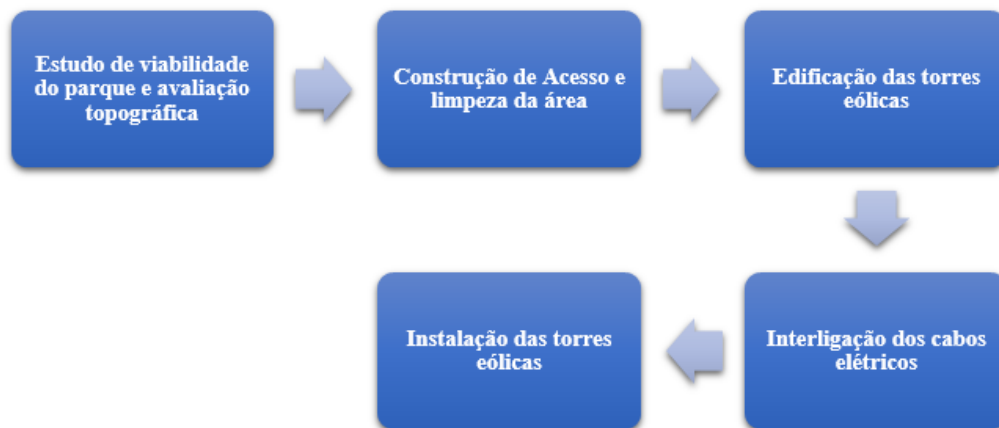 Estudo de viabilidade
do parque e avaliação
topográfica
Construção de Acesso e
limpeza da área
Edificação das torres
eólicas
Interligação dos cabos
elétricos
Instalação das torres
eólicas